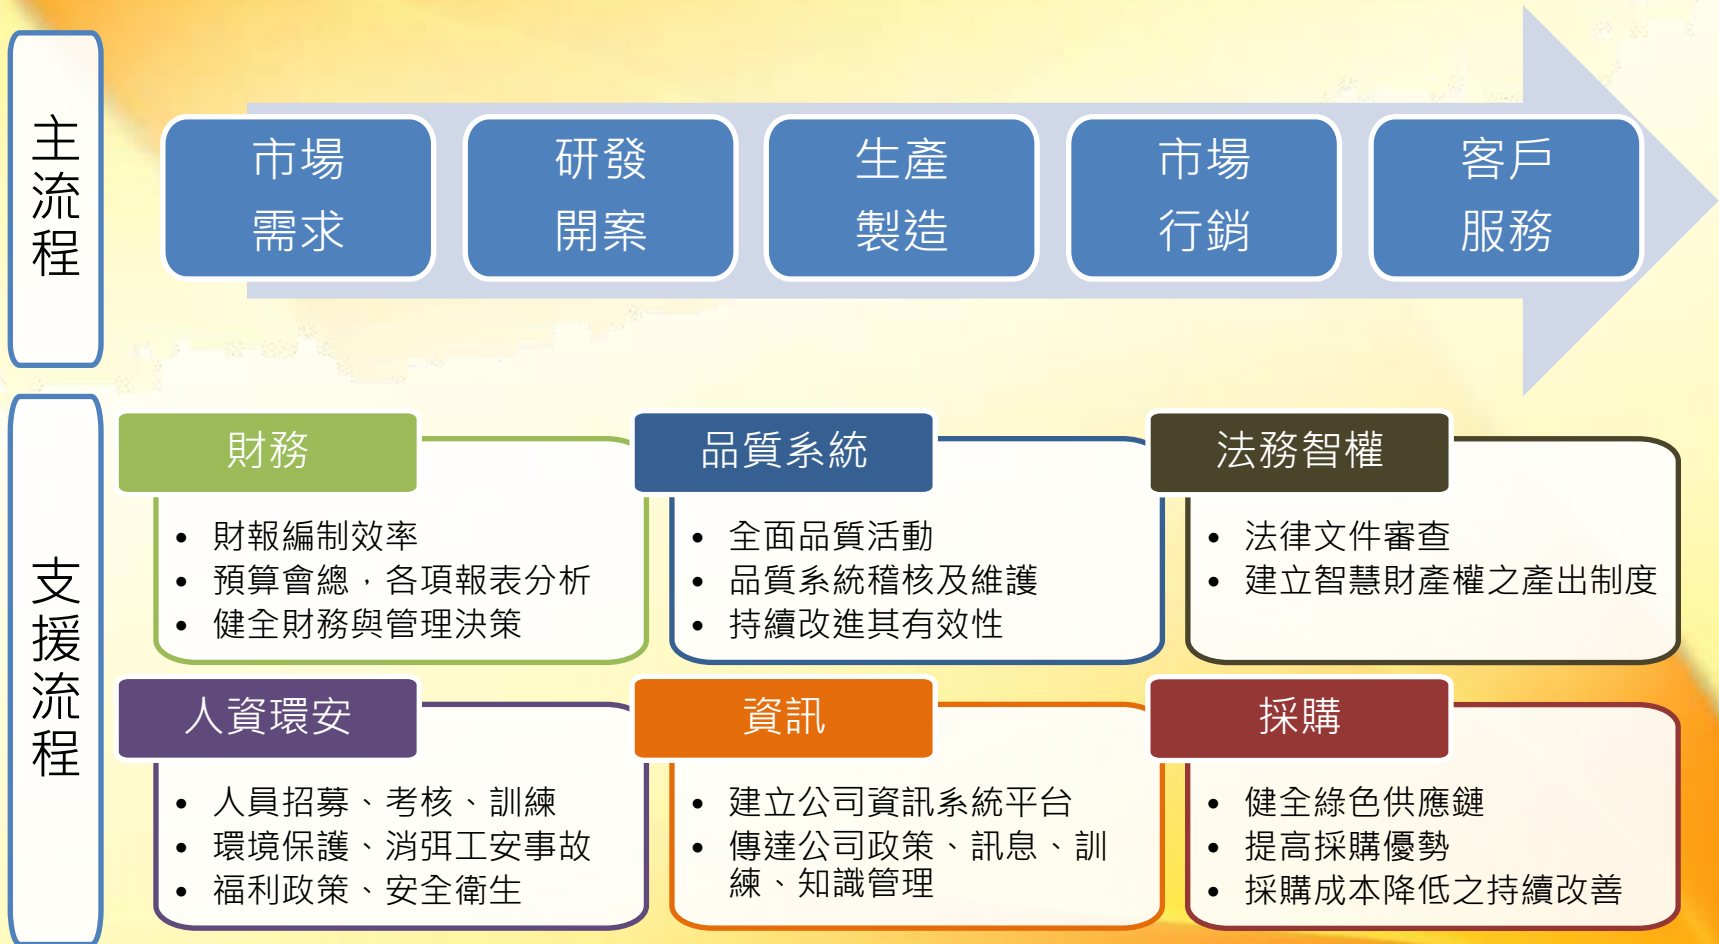 主流程
市場
需求
研發
開案
生產
製造
市場
行銷
客戶
服務
支援流程
財務
• 財報編制效率
• 預算會總，各項報表分析
• 健全財務與管理決策
品質系統
• 全面品質活動
• 品質系統稽核及維護
• 持續改進其有效性
法務智權
• 法律文件審查
• 建立智慧財產權之產出制度
人資環安
• 人員招募、考核、訓練
• 環境保護、消弭工安事故
• 福利政策、安全衛生
資訊
• 建立公司資訊系統平台
• 傳達公司政策、訊息、訓
練、知識管理
採購
• 健全綠色供應鏈
• 提高採購優勢
• 採購成本降低之持續改善